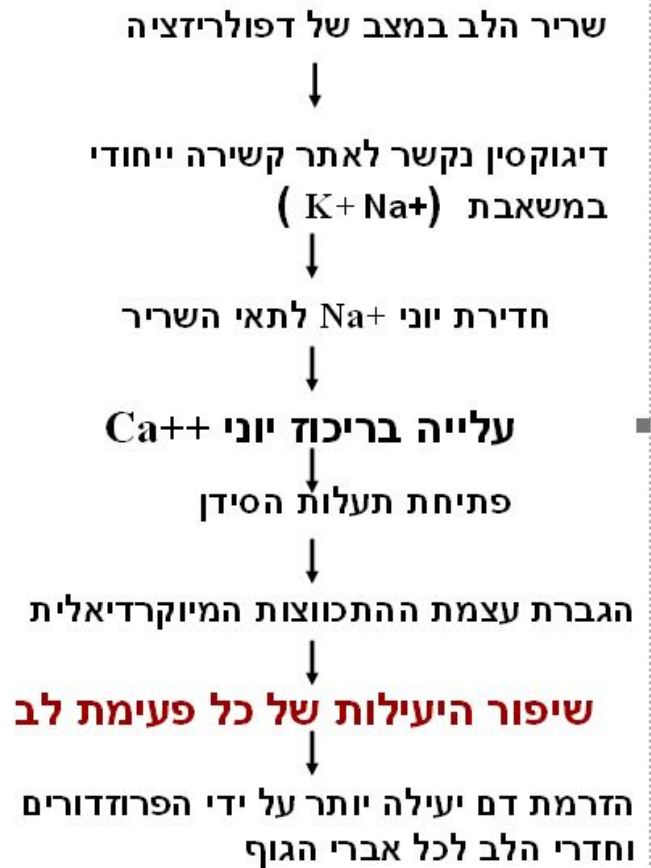 שריר הלב במצב של דפולריזציה
דיגוקסין נקשר לאתר קשירה ייחודי
במשאבת (K+ Na+ )
חדירת יוני Na+ לתאי השריר
עלייה בריכוז יוני Ca++
פתיחת תעלות הסידן
הגברת עצמת ההתכווצות המיוקרדיאלית
שיפור היעילות של כל פעימת לב
הזרמת דם יעילה יותר על ידי הפרוזדורים
וחדרי הלב לכל אברי הגוף